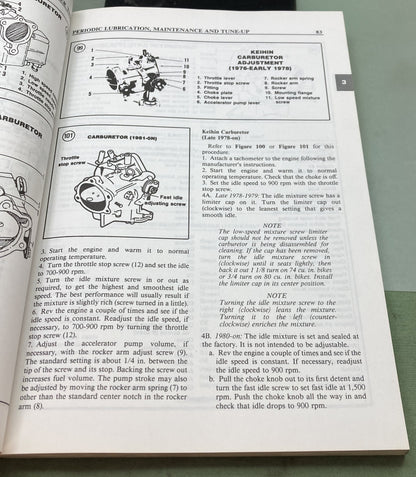 PERIODIC LUBRICATION, MAINTENANCE AND TUNE-UP
83
99
KEIHIN
CARBURETOR
ADJUSTMENT
(1976-EARLY 1978)
1. Throttle lever
2. Throttle stop screw
3. Fitting
4. Choke plate
5. Choke lever
6. Accelerator pump lever
7. Rocker arm spring
8. Rocker arm
9. Screw
10. Mounting flange
11. Low speed mixture
screw
3
101
CARBURETOR (1981-ON)
Throttle
stop screw
Fast idle
adjusting screw
3. Start the engine and warm it to normal
operating temperature.
4. Turn the throttle stop screw (12) and set the idle
to 700-900 rpm.
5. Turn the idle mixture screw in or out as
required, to get the highest and smoothest idle
speed. The best performance will usually result if
the mixture is slightly rich (screw turned in a little).
6. Rev the engine a couple of times and see if the
idle speed is constant. Readjust the idle speed, if
necessary, to 700-900 rpm by turning the throttle
stop screw (12).
7. Adjust the accelerator pump volume, if
necessary, with the rocker arm adjust screw (9).
The standard setting is about 1/4 in. between the
tip of the screw and its stop. Backing the screw out
increases fuel volume. The pump stroke may also
be adjusted by moving the rocker arm spring (7) to
other than the standard center notch in the rocker
arm (8).
Keihin Carburetor
(Late 1978-on)
Refer to Figure 100 or Figure 101 for this
procedure.
1. Attach a tachometer to the engine following the
manufacturer's instructions.
2. Start the engine and warm it to normal operating
temperature. Check that the choke is off.
3. Set the idle speed to 900 rpm with the throttle
stop screw.
4A. Late 1978-1979: The idle mixture screw has a
limiter cap on it. Turn the limiter cap out
(clockwise) to the leanest setting that gives a
smooth idle.
NOTE
The low-speed mixture screw limiter
cap should not be removed unless the
carburetor is being disassembled for
cleaning. If the cap has been removed,
turn the idle mixture screw in
(clockwise) until it seats lightly; then
back it out 1 1/8 turn on 74 cu. in. bikes
or 3/4 turn on 80 cu. in. bikes. Install
the limiter cap in its center position.
NOTE
Turning the idle mixture screw to the
right (clockwise) leans the mixture.
Turning it to the left (counter-
clockwise) enriches the mixture.
4B. 1980-on: The idle mixture is set and sealed at
the factory. It is not intended to be adjustable.
a. Rev the engine a couple of times and see if the
idle speed is constant. If necessary, readjust
the idle speed to 900 rpm.
b. Pull the choke knob out to its first detent and
turn the fast idle screw to set fast idle at 1,500
rpm. Push the choke knob all the way in and
check that idle drops to 900 rpm.